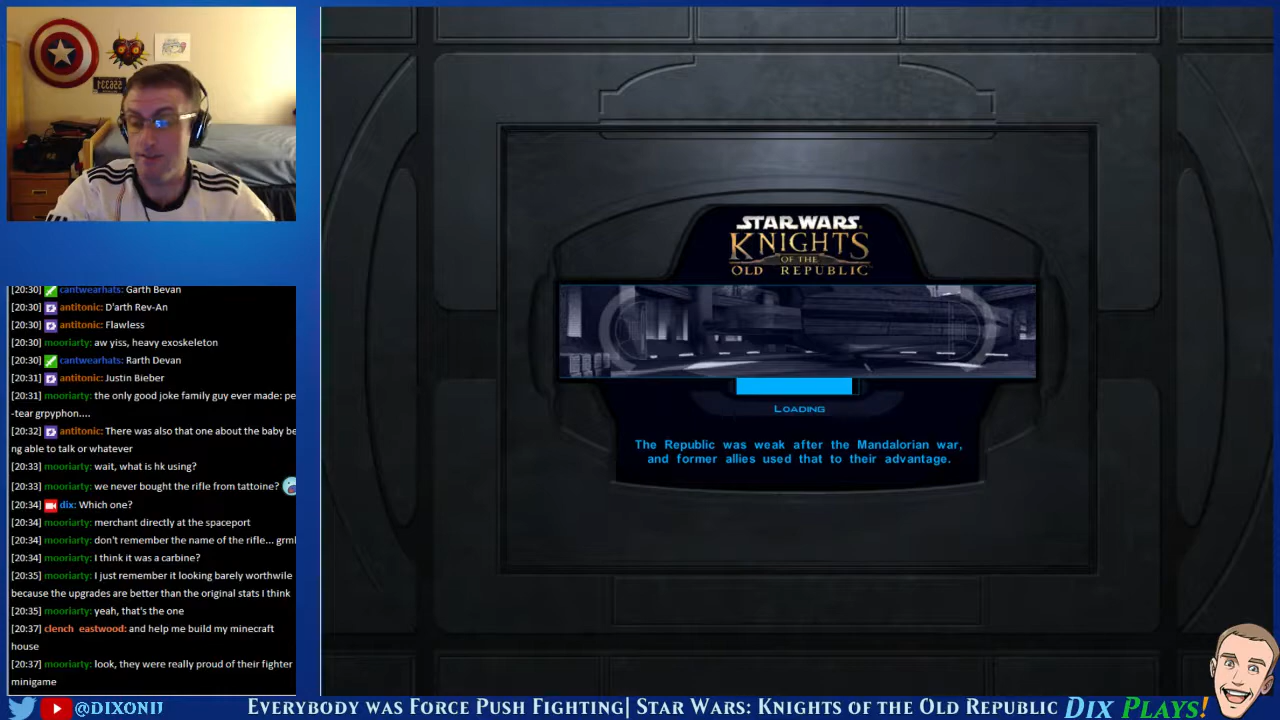 [20:30] cantwearhats: Garth Bevan
[20:30] antitonic: D'arth Rev-An
[20:30] antitonic: Flawless
[20:30] mooriarty: aw yiss, heavy exoskeleton
[20:30] cantwearhats: Rarth Devan
[20:31] antitonic: Justin Bieber
[20:31] mooriarty: the only good joke family guy ever made: pe
-tear grpyphon....
[20:32] antitonic: There was also that one about the baby be
ng able to talk or whatever
[20:33] mooriarty: wait, what is hk using?
[20:33] mooriarty: we never bought the rifle from tattoine?
[20:34] dix: Which one?
[20:34] mooriarty: merchant directly at the spaceport
[20:34] mooriarty: don't remember the name of the rifle... grml
[20:34] mooriarty: I think it was a carbine?
[20:35] mooriarty: I just remember it looking barely worthwile
because the upgrades are better than the original stats I think
[20:35] mooriarty: yeah, that's the one
[20:37] clench_eastwood: and help me build my minecraft
house
[20:37] mooriarty: look, they were really proud of their fighter
minigame
STAR WARS
KNIGHTS
OF THE
OLD REPUBLIC
LOADING
The Republic was weak after the Mandalorian war,
and former allies used that to their advantage.
@DIXONIJ
EVERYBODY WAS FORCE PUSH FIGHTING| STAR WARS: KNIGHTS OF THE OLD REPUBLIC
DIX PLAYS!